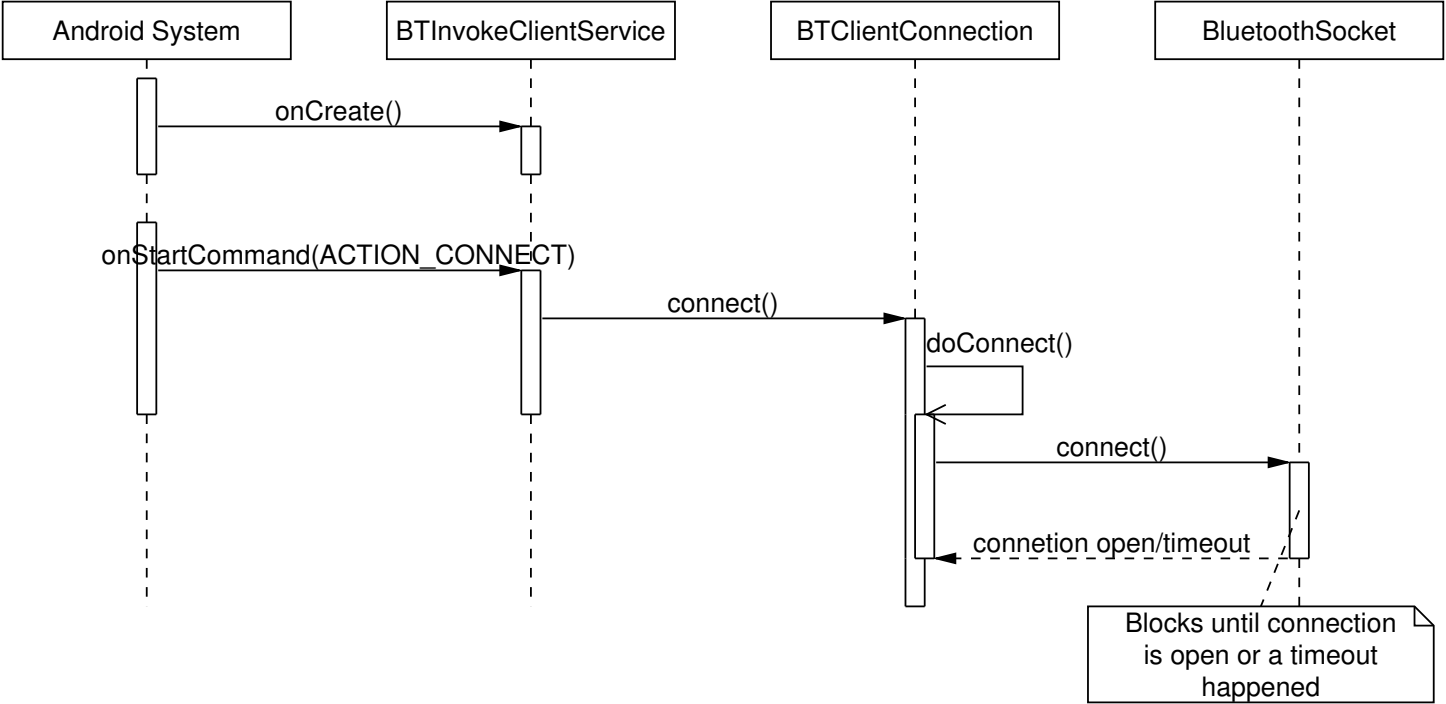 Android System
BTInvokeClientService
BTClientConnection
BluetoothSocket
onCreate()
onStartCommand(ACTION_CONNECT)
connect()
doConnect()
connect()
connetion open/timeout
Blocks until connection
is open or a timeout
happened